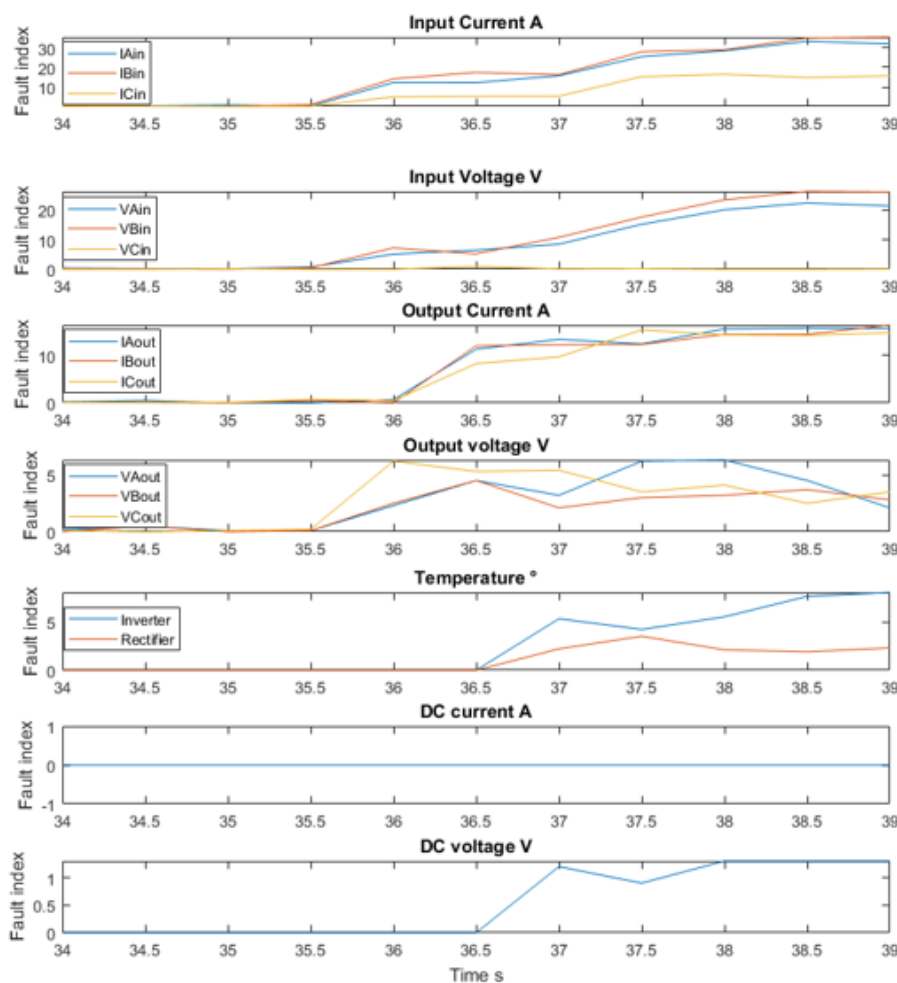 Input Current A
Fault index
30
20
10
IAin
IBin
ICin
34 34.5 35 35.5 36 36.5 37 37.5 38 38.5 39
Input Voltage V
Fault index
20
10
0
VAin
VBin
VCin
34 34.5 35 35.5 36 36.5 37 37.5 38 38.5 39
Output Current A
Fault index
10
0
IAout
IBout
ICout
34 34.5 35 35.5 36 36.5 37 37.5 38 38.5 39
Output voltage V
Fault index
5
0
VAout
VBout
VCout
34 34.5 35 35.5 36 36.5 37 37.5 38 38.5 39
Temperature °
Fault index
5
0
Inverter
Rectifier
34 34.5 35 35.5 36 36.5 37 37.5 38 38.5 39
DC current A
Fault index
1
0
-1
34 34.5 35 35.5 36 36.5 37 37.5 38 38.5 39
DC voltage V
Fault index
1
0.5
0
34 34.5 35 35.5 36 36.5 37 37.5 38 38.5 39
Time s